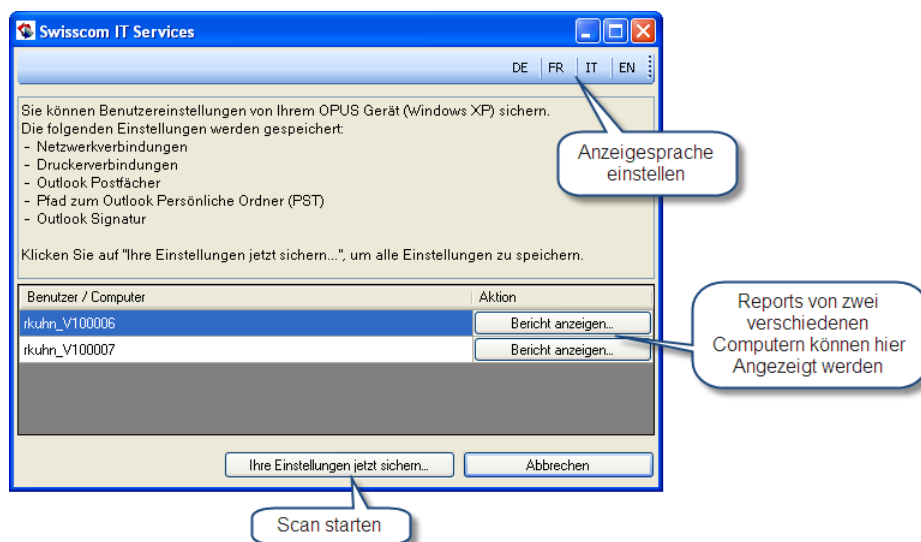 Swisscom IT Services
DE FR IT EN
Sie können Benutzereinstellungen von Ihrem OPUS Gerät (Windows XP) sichern.
Die folgenden Einstellungen werden gespeichert:
- Netzwerkverbindungen
- Druckerverbindungen
- Outlook Postfächer
- Pfad zum Outlook Persönliche Ordner (PST)
- Outlook Signatur
Klicken Sie auf "Ihre Einstellungen jetzt sichern...", um alle Einstellungen zu speichern.
Anzeigesprache
einstellen
Benutzer / Computer Aktion
rkuhn_V100006 Bericht anzeigen...
rkuhn_V100007 Bericht anzeigen...
Reports von zwei
verschiedenen
Computern können hier
Angezeigt werden
Ihre Einstellungen jetzt sichern... Abbrechen
Scan starten